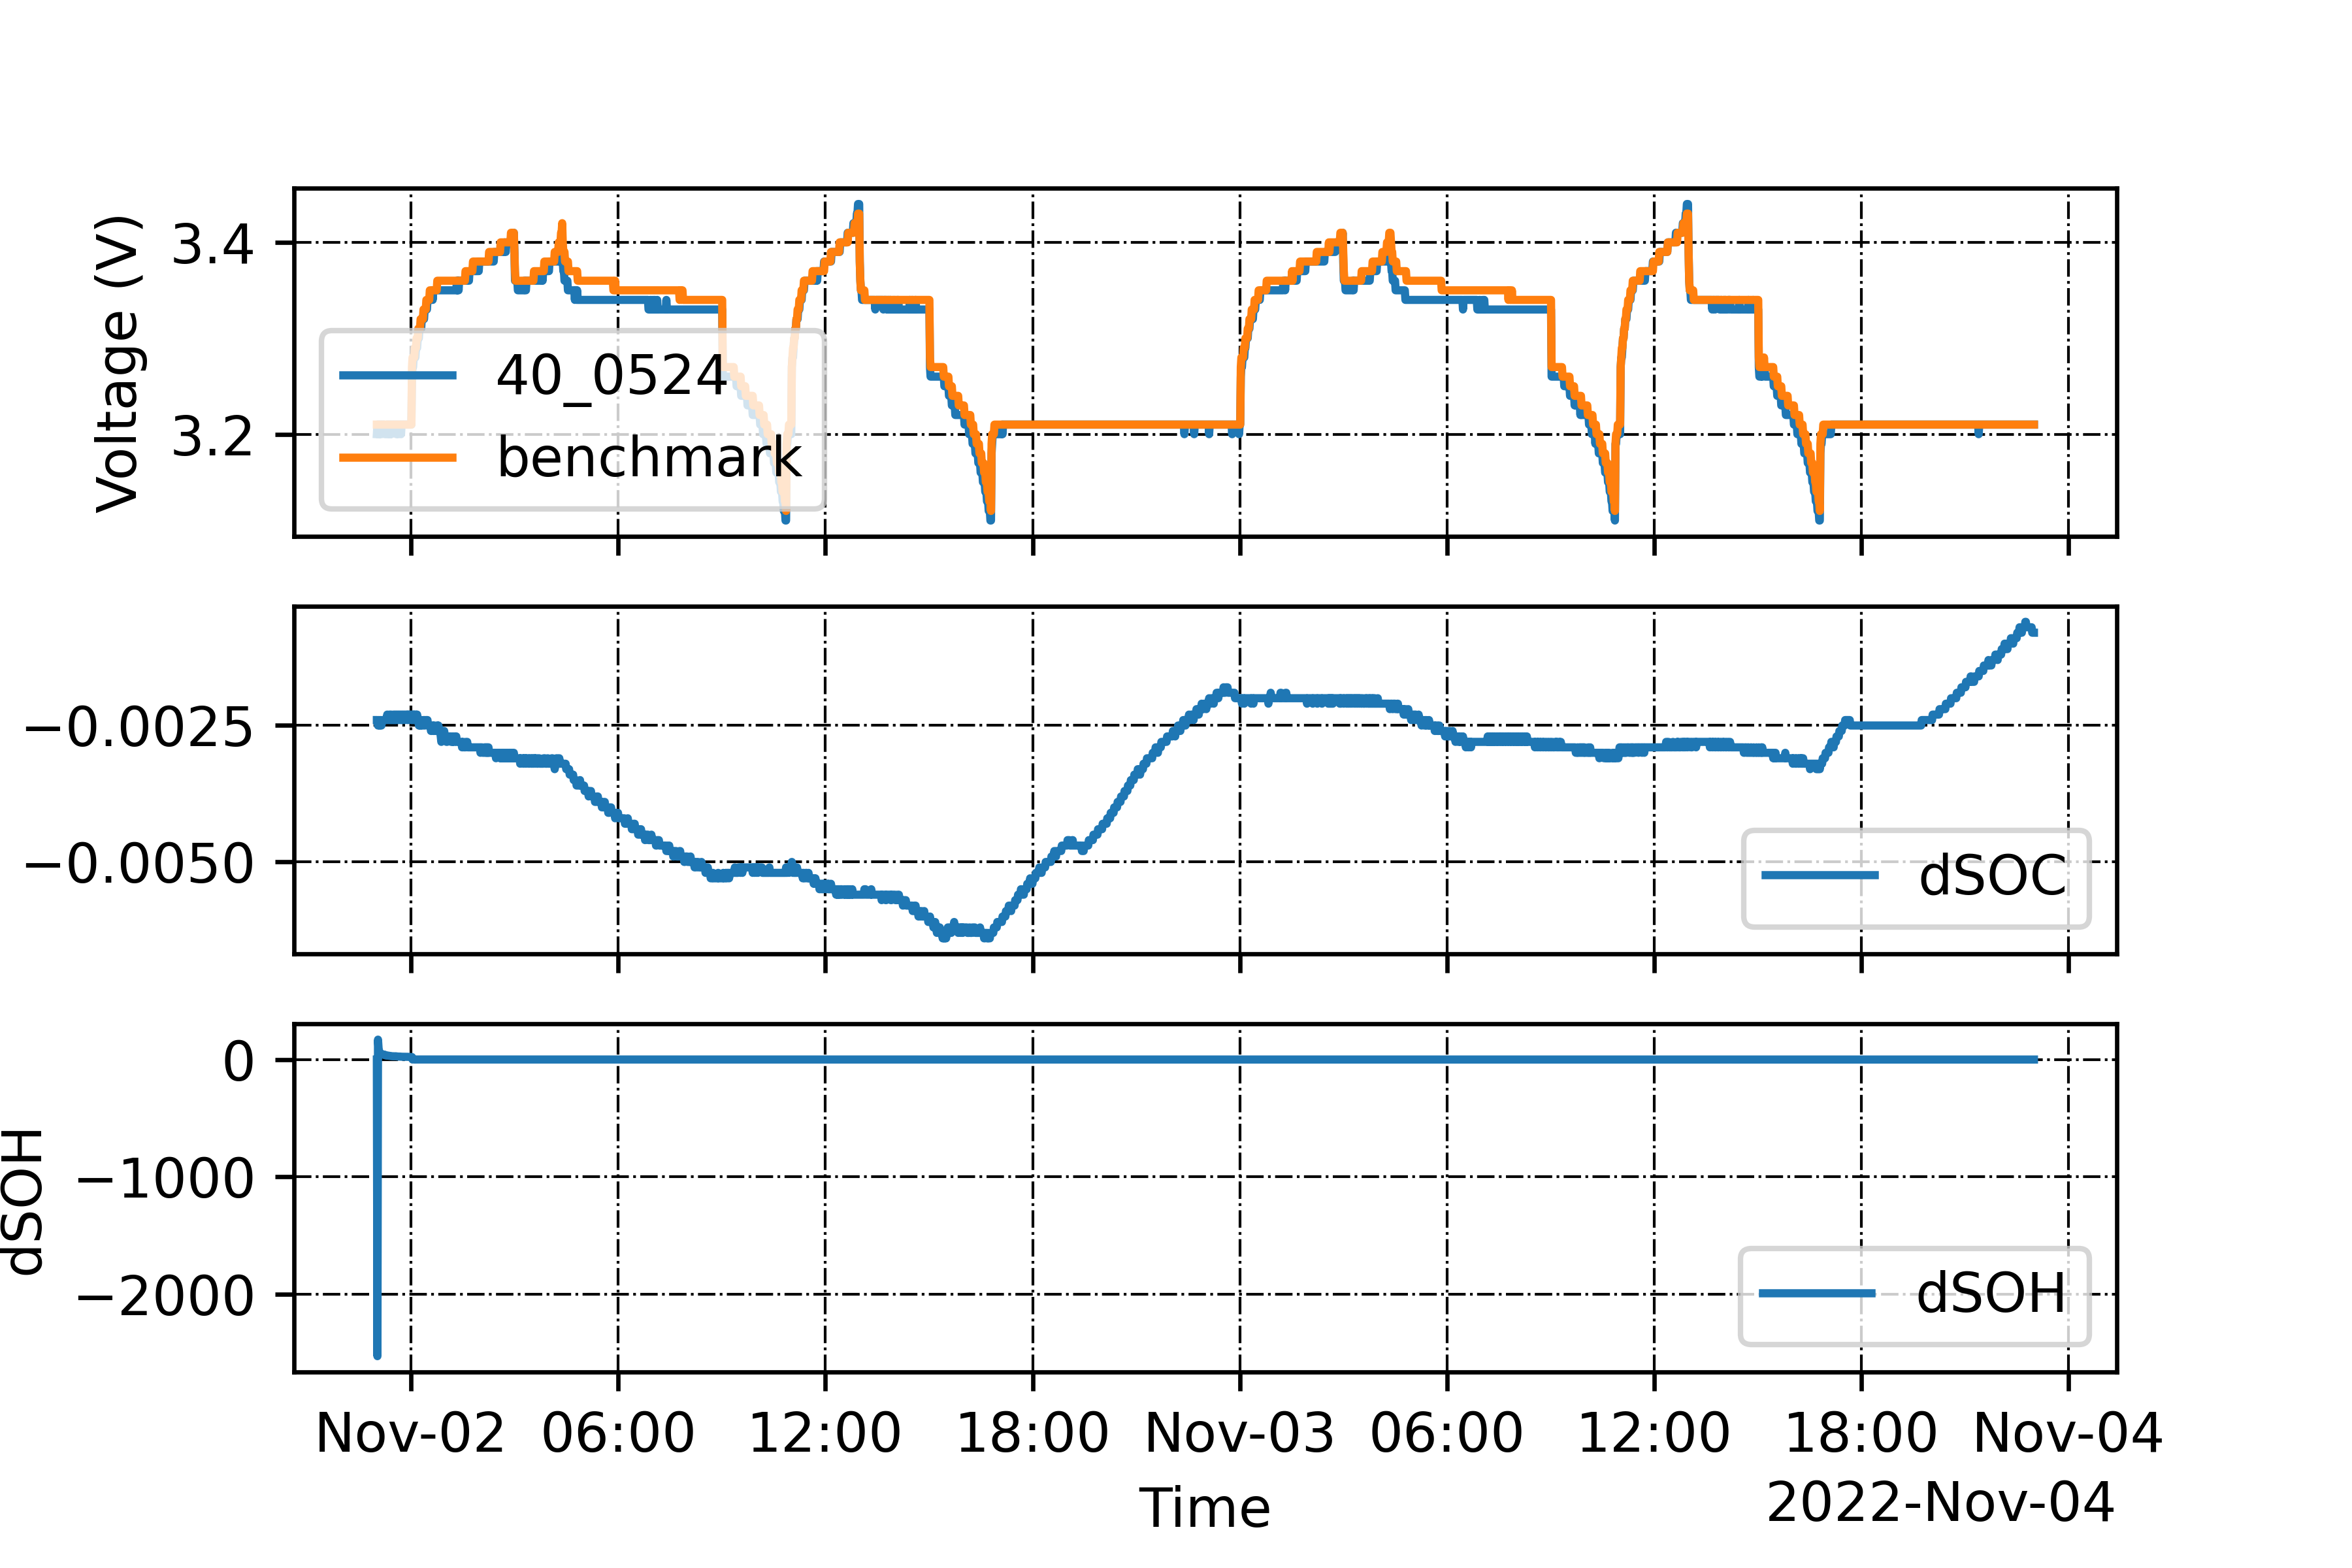 Voltage (V)
3.4
3.2
40_0524
benchmark
−0.0025
−0.0050
dSOC
dSOH
0
−1000
−2000
dSOH
Nov-02 06:00 12:00 18:00 Nov-03 06:00 12:00 18:00 Nov-04
Time
2022-Nov-04